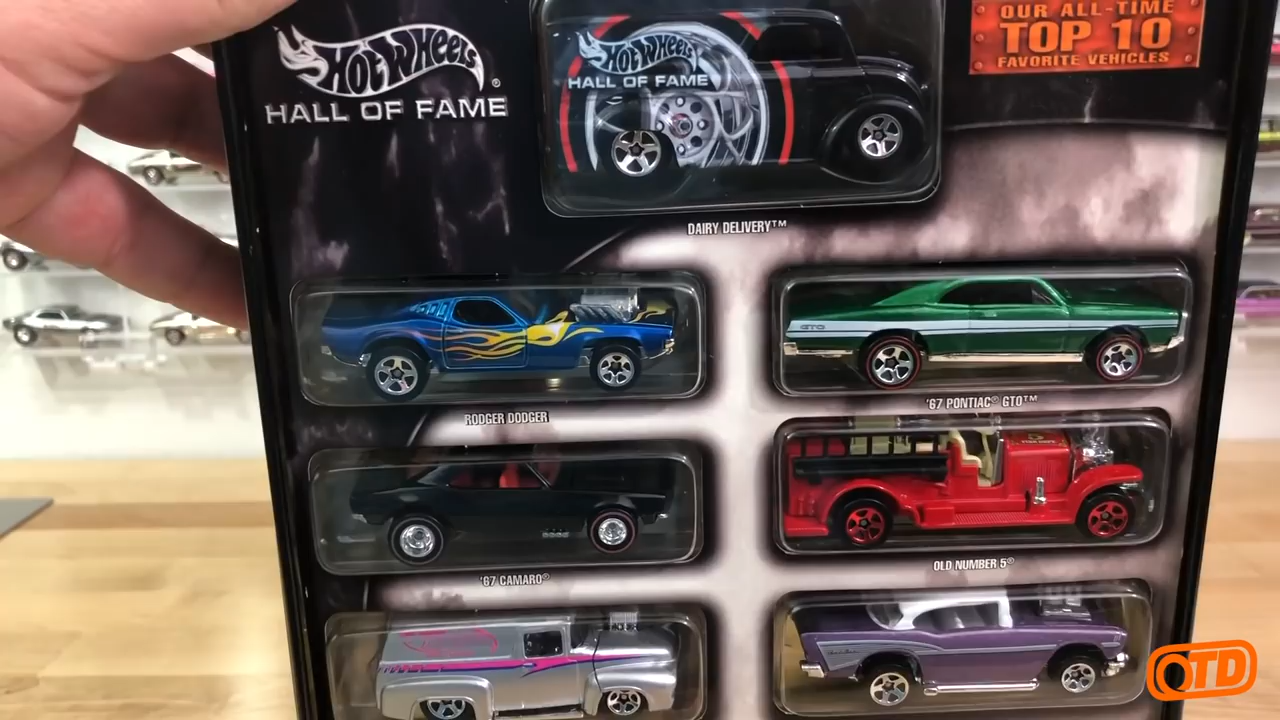 Hot Wheels®
HALL OF FAME
Hot Wheels
HALL OF FAME
OUR ALL-TIME
TOP 10
FAVORITE VEHICLES
DAIRY DELIVERY™
GTO
RODGER DODGER
'67 PONTIAC® GTO™
5
'67 CAMARO®
OLD NUMBER 5®
OTD